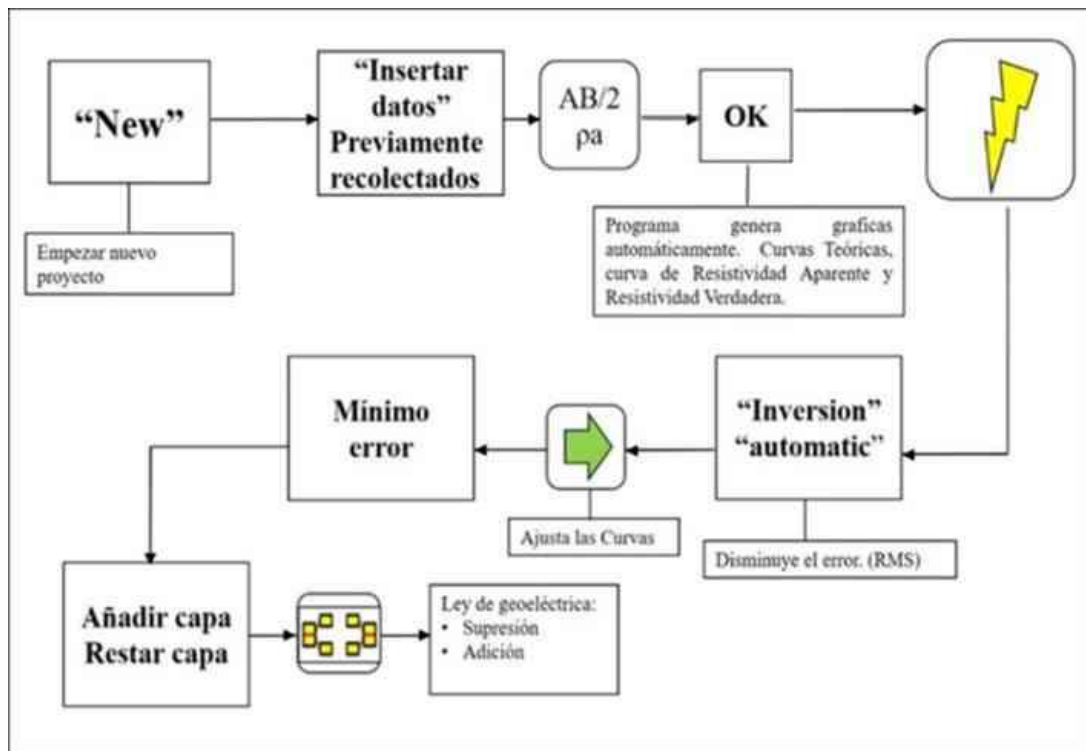 “New”
“Insertar
datos”
Previamente
recolectados
AB/2
ρa
OK
Empezar nuevo
proyecto
Programa genera graficas
automáticamente. Curvas Teóricas,
curva de Resistividad Aparente y
Resistividad Verdadera.
“Inversion”
“automatic”
Disminuye el error. (RMS)
Ajusta las Curvas
Mínimo
error
Añadir capa
Restar capa
Ley de geoeléctrica:
• Supresión
• Adición